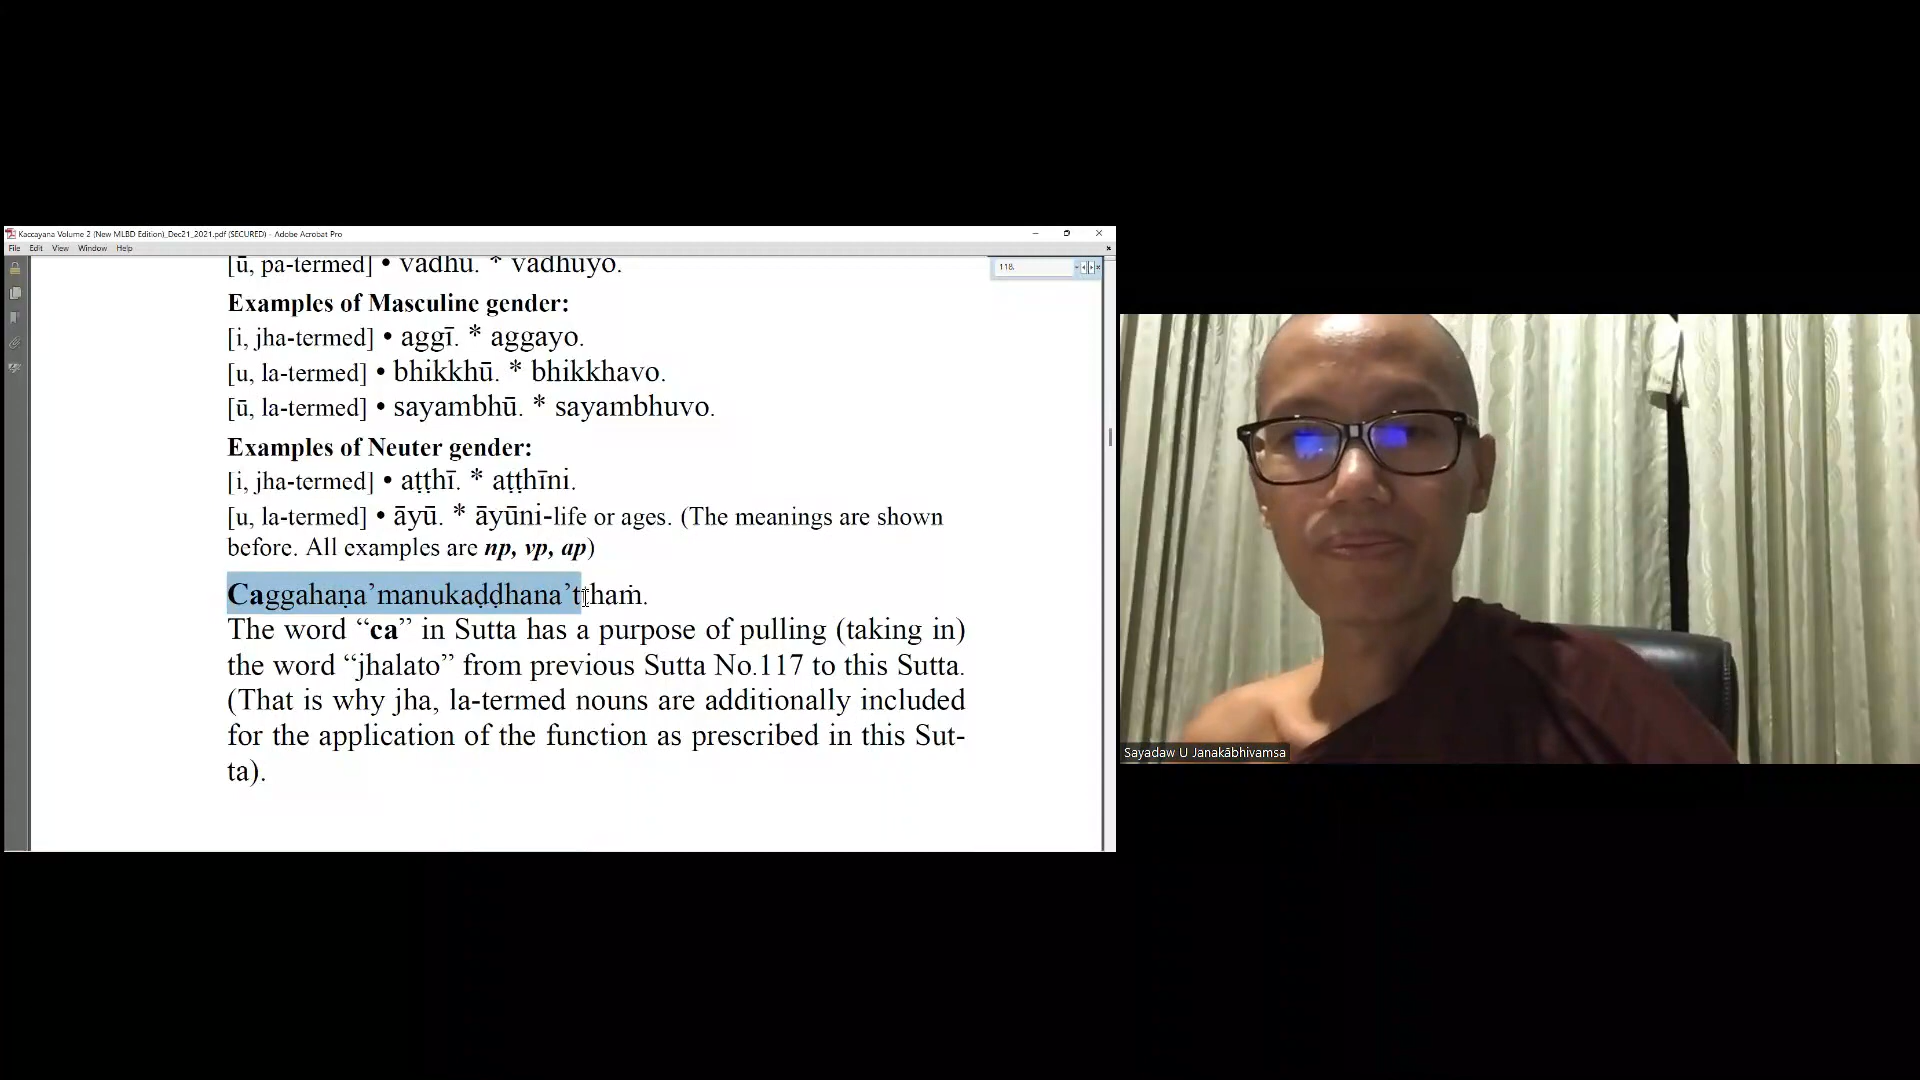 Kaccayana Volume 2 (New MLBD Edition)_Dec21_2021.pdf (SECURED) - Adobe Acrobat Pro
File Edit View Window Help
118.
[ū, pa-termed] • vadhū. * vadhuyo.
Examples of Masculine gender:
[i, jha-termed] • aggī. * aggayo.
[u, la-termed] • bhikkhū. * bhikkhavo.
[ū, la-termed] • sayambhū. * sayambhuvo.
Examples of Neuter gender:
[i, jha-termed] • aṭṭhī. * aṭṭhīni.
[u, la-termed] • āyū. * āyūni-life or ages. (The meanings are shown
before. All examples are np, vp, ap)
Caggahaṇa’manukaḍḍhana’tthaṁ.
The word “ca” in Sutta has a purpose of pulling (taking in)
the word “jhalato” from previous Sutta No.117 to this Sutta.
(That is why jha, la-termed nouns are additionally included
for the application of the function as prescribed in this Sut-
ta).
Sayadaw U Janakābhivamsa